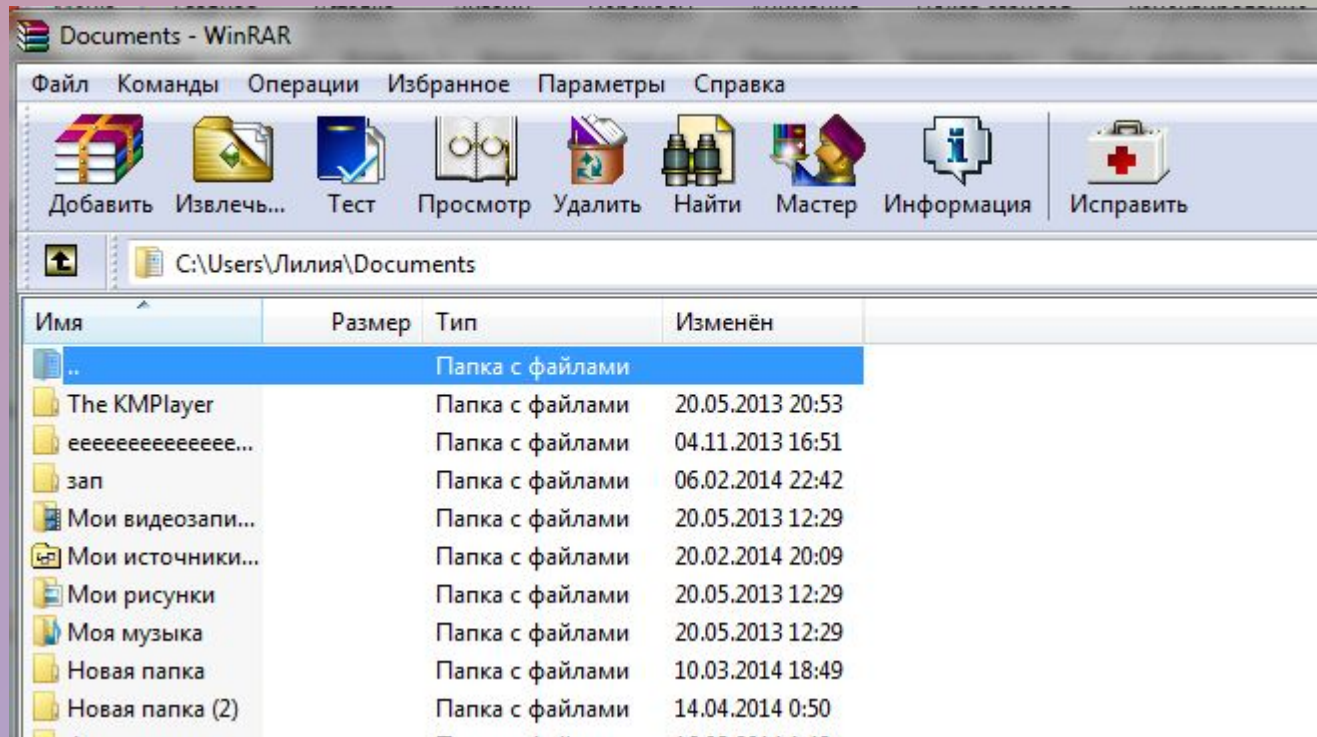 Documents - WinRAR
Файл Команды Операции Избранное Параметры Справка
Добавить Извлечь... Тест Просмотр Удалить Найти Мастер Информация Исправить
C:\Users\Лилия\Documents
Имя Размер Тип Изменён
.. Папка с файлами
The KMPlayer Папка с файлами 20.05.2013 20:53
eeeeeeeeeeeeee... Папка с файлами 04.11.2013 16:51
зап Папка с файлами 06.02.2014 22:42
Мои видеозапи... Папка с файлами 20.05.2013 12:29
Мои источники... Папка с файлами 20.02.2014 20:09
Мои рисунки Папка с файлами 20.05.2013 12:29
Моя музыка Папка с файлами 20.05.2013 12:29
Новая папка Папка с файлами 10.03.2014 18:49
Новая папка (2) Папка с файлами 14.04.2014 0:50